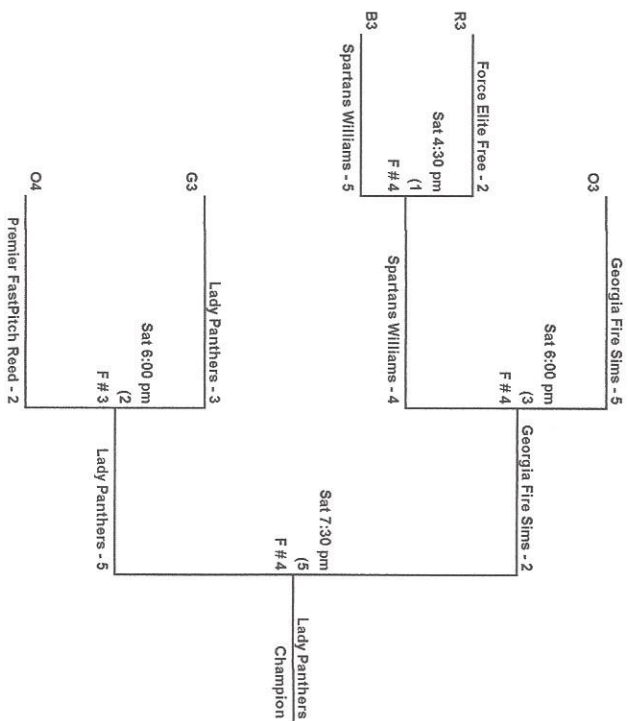 O3
Georgia Fire Sims - 5
R3
Force Elite Free - 2
Sat 4:30 pm
(1
F # 4
B3
Spartans Williams - 5
Sat 6:00 pm
(3
F # 4
Spartans Williams - 4
Georgia Fire Sims - 2
G3
Lady Panthers - 3
Sat 6:00 pm
(2
F # 3
O4
Premier FastPitch Reed - 2
Sat 7:30 pm
(5
F # 4
Lady Panthers - 5
Lady Panthers
Champion